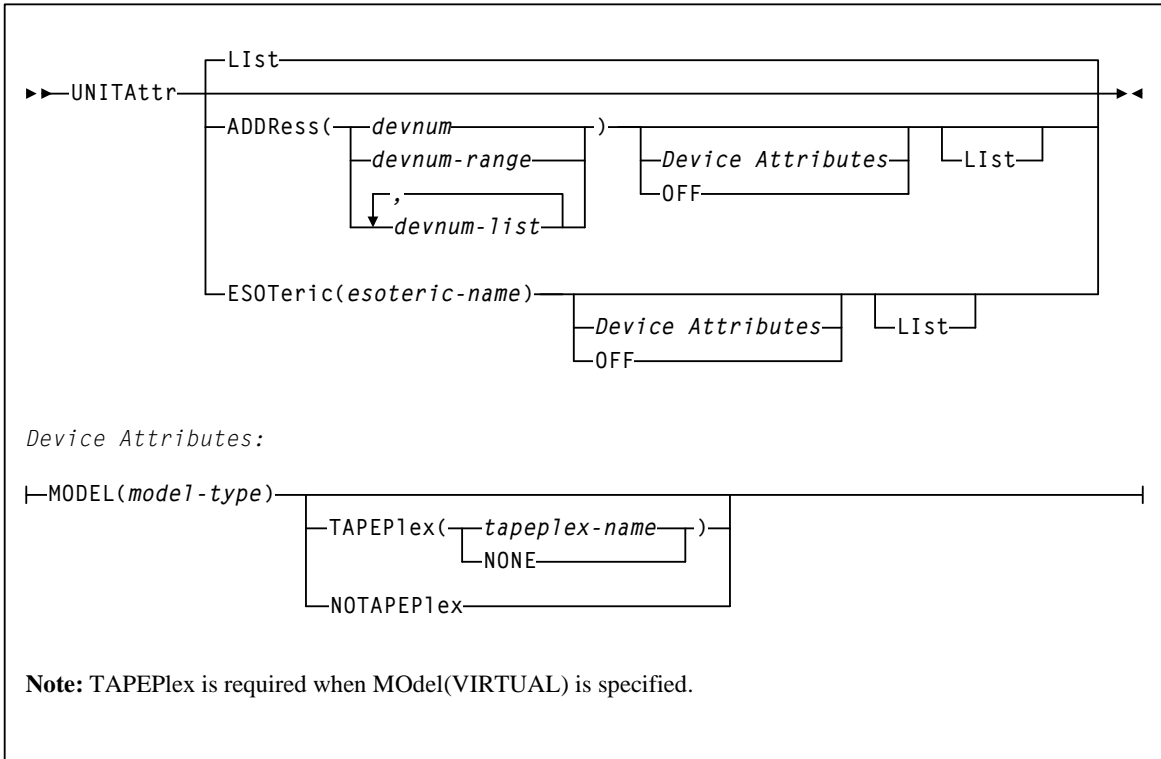 LIst
UNITAttr
ADDRess( devnum )
devnum-range
,
devnum-list
Device Attributes
OFF
LIst
ESOTeric(esoteric-name)
Device Attributes
OFF
LIst
Device Attributes:
MODEL(model-type)
TAPEPlex( tapeplex-name )
NONE
NOTAPEPlex
Note: TAPEPlex is required when MOdel(VIRTUAL) is specified.